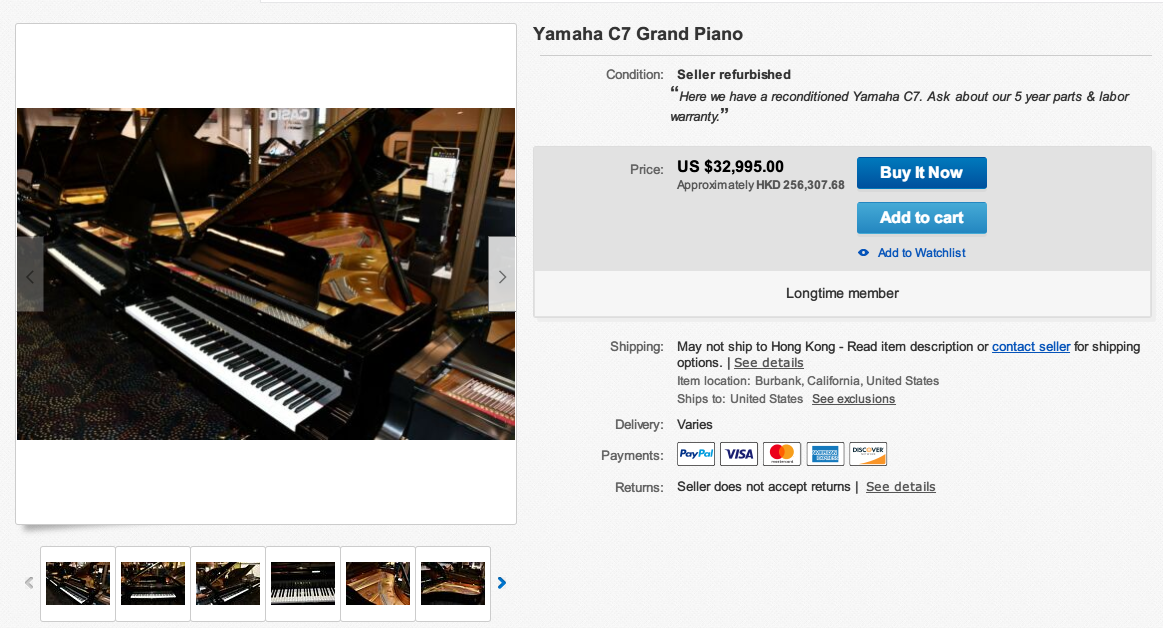 Yamaha C7 Grand Piano
Condition: Seller refurbished
“Here we have a reconditioned Yamaha C7. Ask about our 5 year parts & labor
warranty.”
CASIO
Price: US $32,995.00 Buy It Now
Approximately HKD 256,307.68
Add to cart
Add to Watchlist
Longtime member
Shipping: May not ship to Hong Kong - Read item description or contact seller for shipping
options. | See details
Item location: Burbank, California, United States
Ships to: United States See exclusions
Delivery: Varies
Payments: PayPal VISA mastercard AMERICAN EXPRESS DISCOVER
Returns: Seller does not accept returns | See details